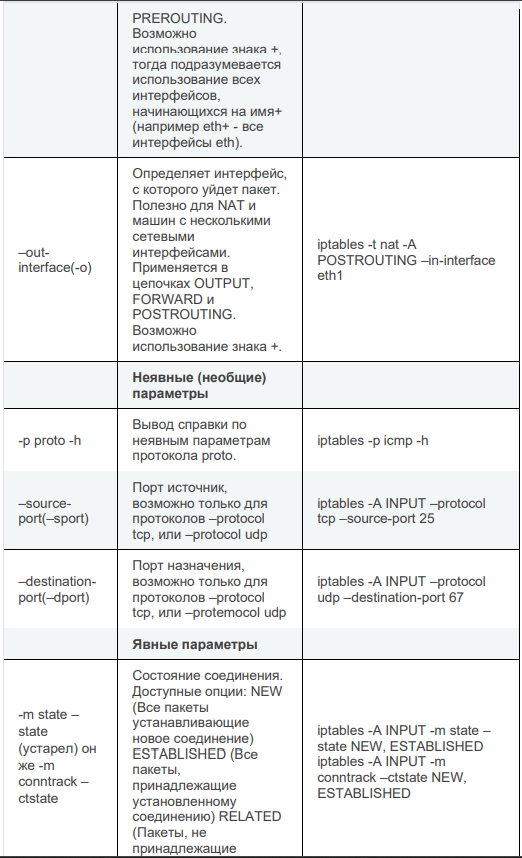 PREROUTING.
Возможно
использование знака +,
тогда подразумевается
использование всех
интерфейсов,
начинающихся на имя+
(например eth+ - все
интерфейсы eth).
–out-
interface(-o)
Определяет интерфейс,
с которого уйдет пакет.
Полезно для NAT и
машин с несколькими
сетевыми
интерфейсами.
Применяется в
цепочках OUTPUT,
FORWARD и
POSTROUTING.
Возможно
использование знака +.
iptables -t nat -A
POSTROUTING –in-interface
eth1
Неявные (необщие)
параметры
-p proto -h
Вывод справки по
неявным параметрам
протокола proto.
iptables -p icmp -h
–source-
port(–sport)
Порт источник,
возможно только для
протоколов –protocol
tcp, или –protocol udp
iptables -A INPUT –protocol
tcp –source-port 25
–destination-
port(–dport)
Порт назначения,
возможно только для
протоколов –protocol
tcp, или –protemocol udp
iptables -A INPUT –protocol
udp –destination-port 67
Явные параметры
-m state –
state
(устарел) он
же -m
conntrack –
ctstate
Состояние соединения.
Доступные опции: NEW
(Все пакеты
устанавливающие
новое соединение)
ESTABLISHED (Все
пакеты,
принадлежащие
установленному
соединению) RELATED
(Пакеты, не
принадлежащие
iptables -A INPUT -m state –
state NEW, ESTABLISHED
iptables -A INPUT -m
conntrack –ctstate NEW,
ESTABLISHED